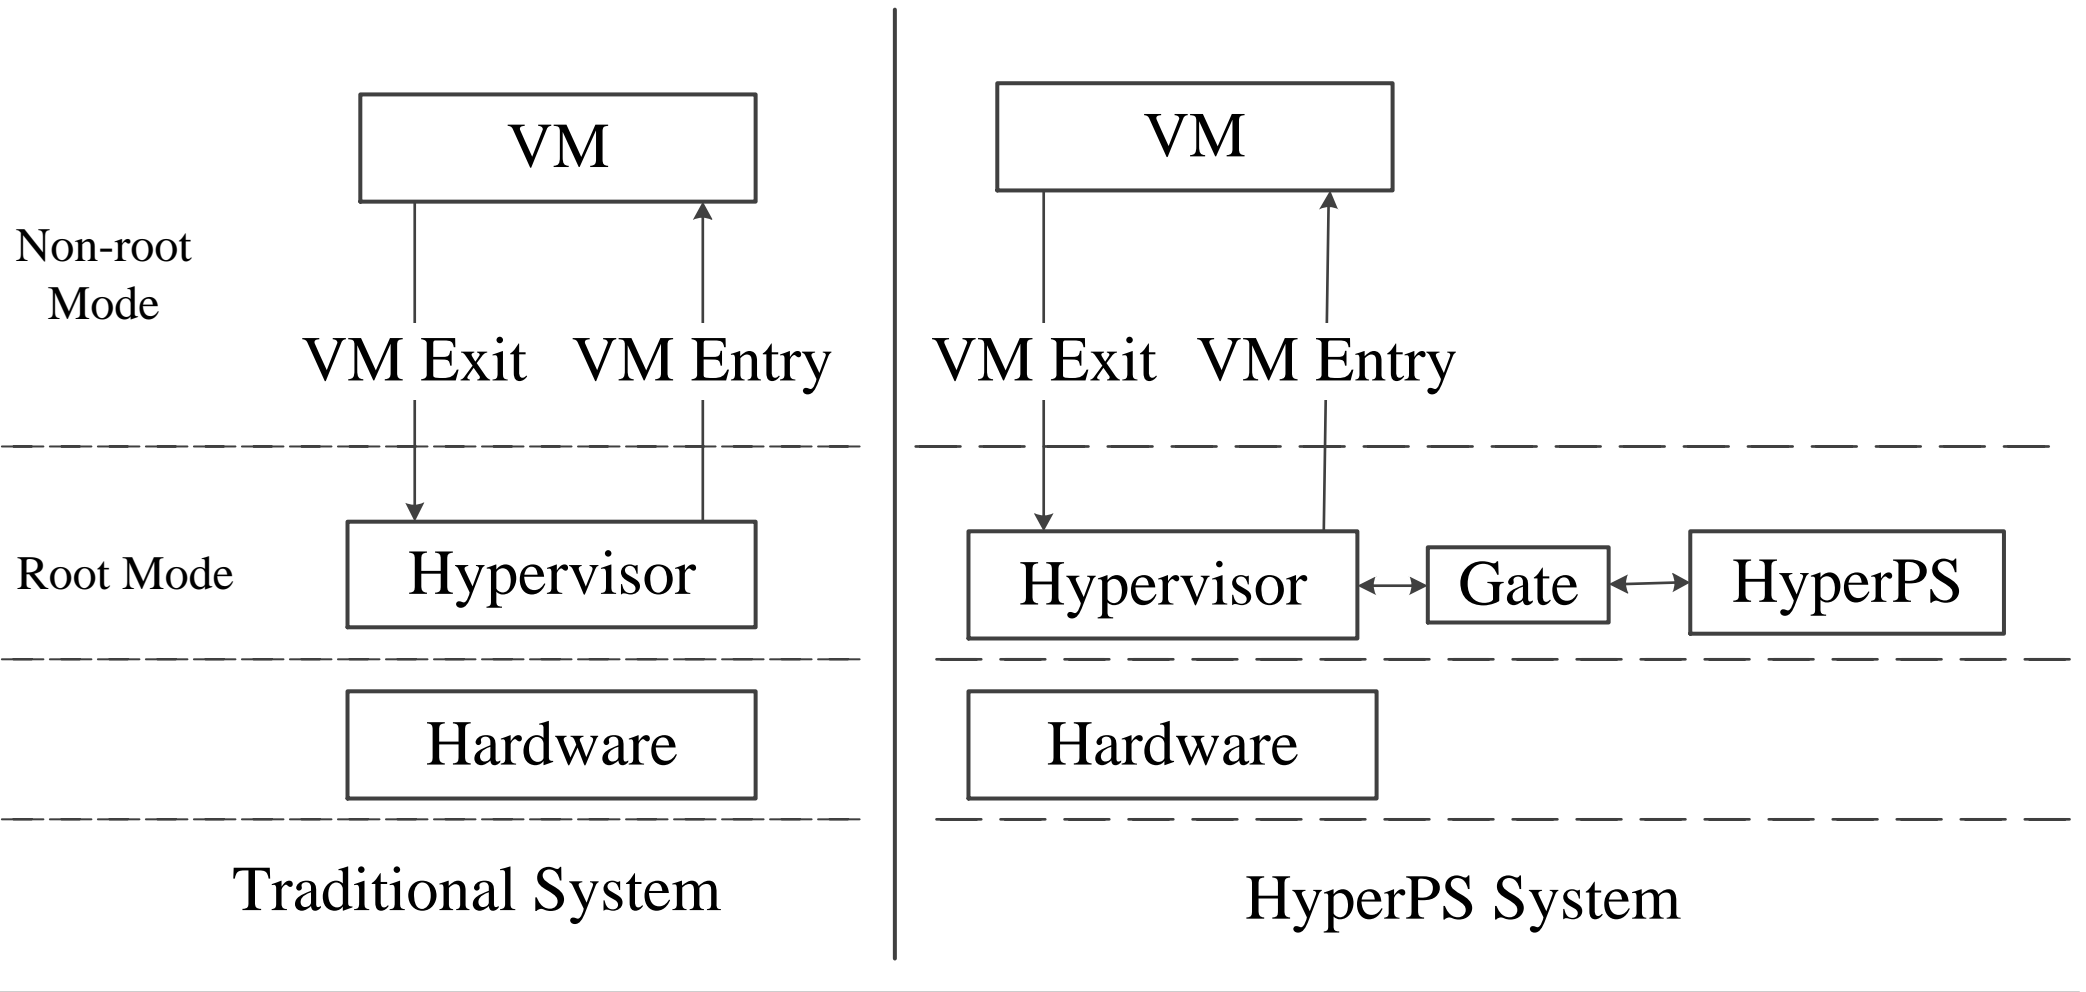 VM
VM
Non-root
Mode
VM Exit
VM Entry
VM Exit
VM Entry
Root Mode
Hypervisor
Hypervisor
Gate
HyperPS
Hardware
Hardware
Traditional System
HyperPS System